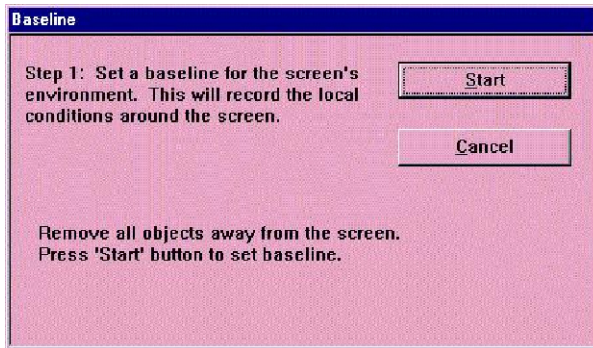 Baseline
Step 1:  Set a baseline for the screen's
environment.  This will record the local
conditions around the screen.
Start
Cancel
Remove all objects away from the screen.
Press 'Start' button to set baseline.